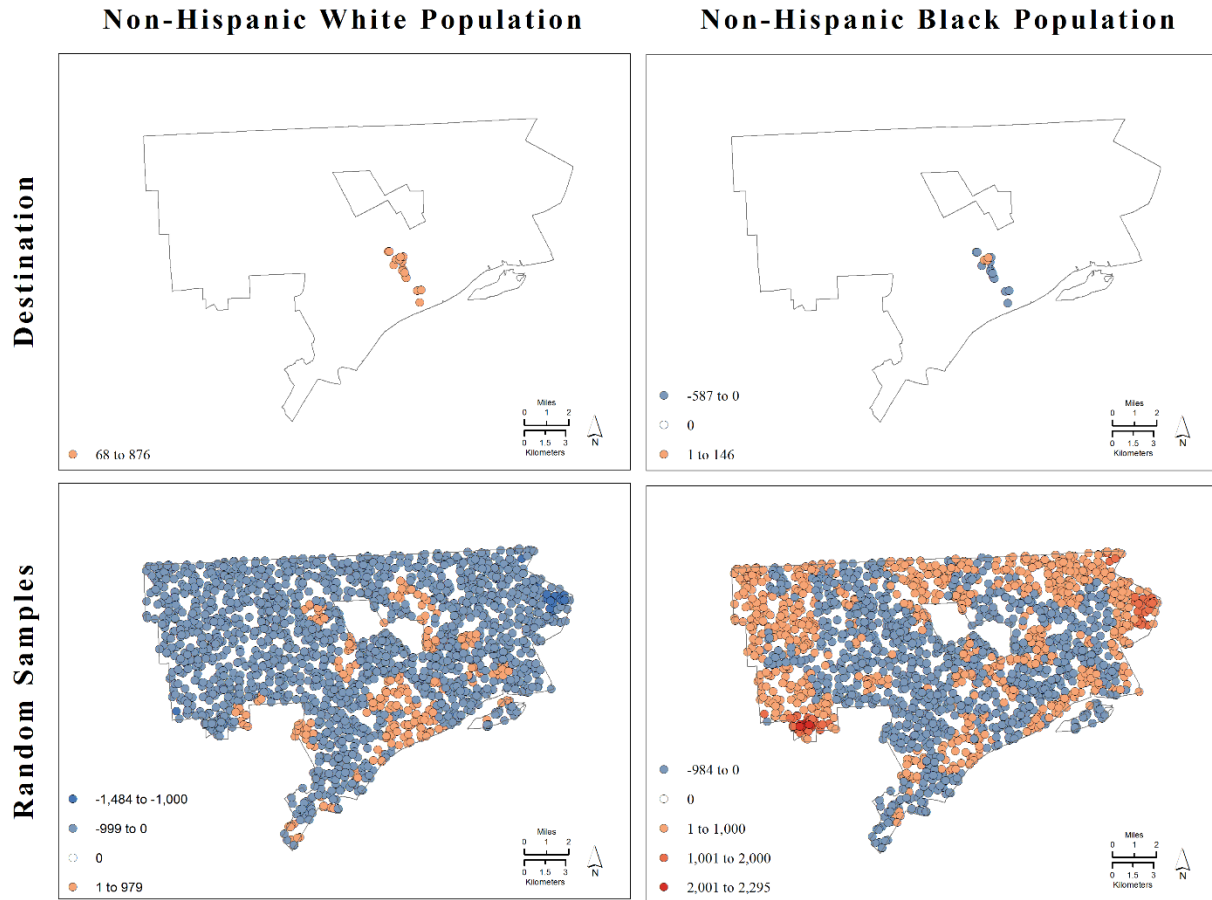 Non-Hispanic White Population
Non-Hispanic Black Population
Destination
68 to 876
Miles
0 1 2
0 1.5 3
Kilometers
N
-587 to 0
0
1 to 146
Miles
0 1 2
0 1.5 3
Kilometers
N
Random Samples
-1,484 to -1,000
-999 to 0
0
1 to 979
Miles
0 1 2
0 1.5 3
Kilometers
N
-984 to 0
0
1 to 1,000
1,001 to 2,000
2,001 to 2,295
Miles
0 1 2
0 1.5 3
Kilometers
N